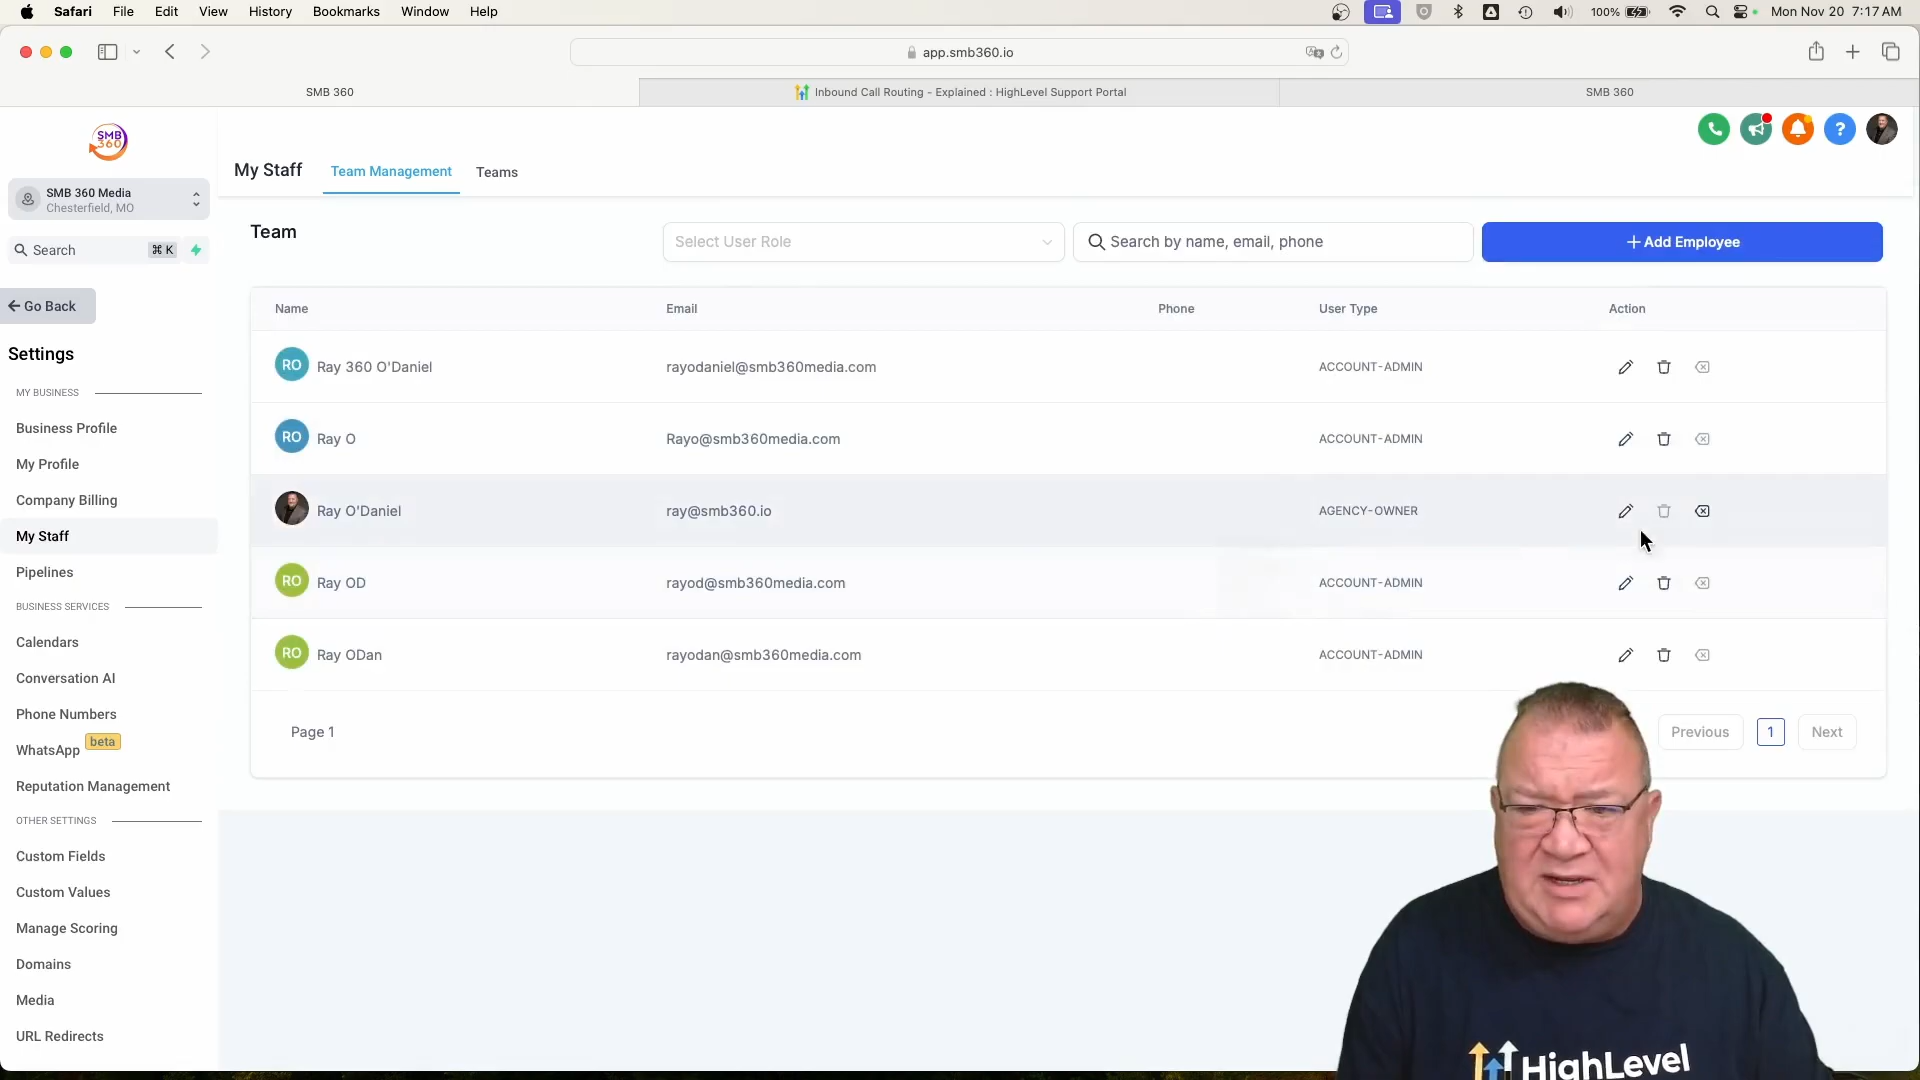 Safari File Edit View History Bookmarks Window Help
100% Mon Nov 20 7:17 AM
app.smb360.io
SMB 360
Inbound Call Routing - Explained : HighLevel Support Portal
SMB 360
SMB
360
SMB 360 Media
Chesterfield, MO
Search ⌘ K
← Go Back
Settings
MY BUSINESS
Business Profile
My Profile
Company Billing
My Staff
Pipelines
BUSINESS SERVICES
Calendars
Conversation AI
Phone Numbers
WhatsApp beta
Reputation Management
OTHER SETTINGS
Custom Fields
Custom Values
Manage Scoring
Domains
Media
URL Redirects
My Staff Team Management Teams
?
Team
Select User Role
Search by name, email, phone
+ Add Employee
Name Email Phone User Type Action
RO Ray 360 O'Daniel rayodaniel@smb360media.com ACCOUNT-ADMIN
RO Ray O Rayo@smb360media.com ACCOUNT-ADMIN
Ray O'Daniel ray@smb360.io AGENCY-OWNER
RO Ray OD rayod@smb360media.com ACCOUNT-ADMIN
RO Ray ODan rayodan@smb360media.com ACCOUNT-ADMIN
Page 1
Previous 1 Next
HighLevel